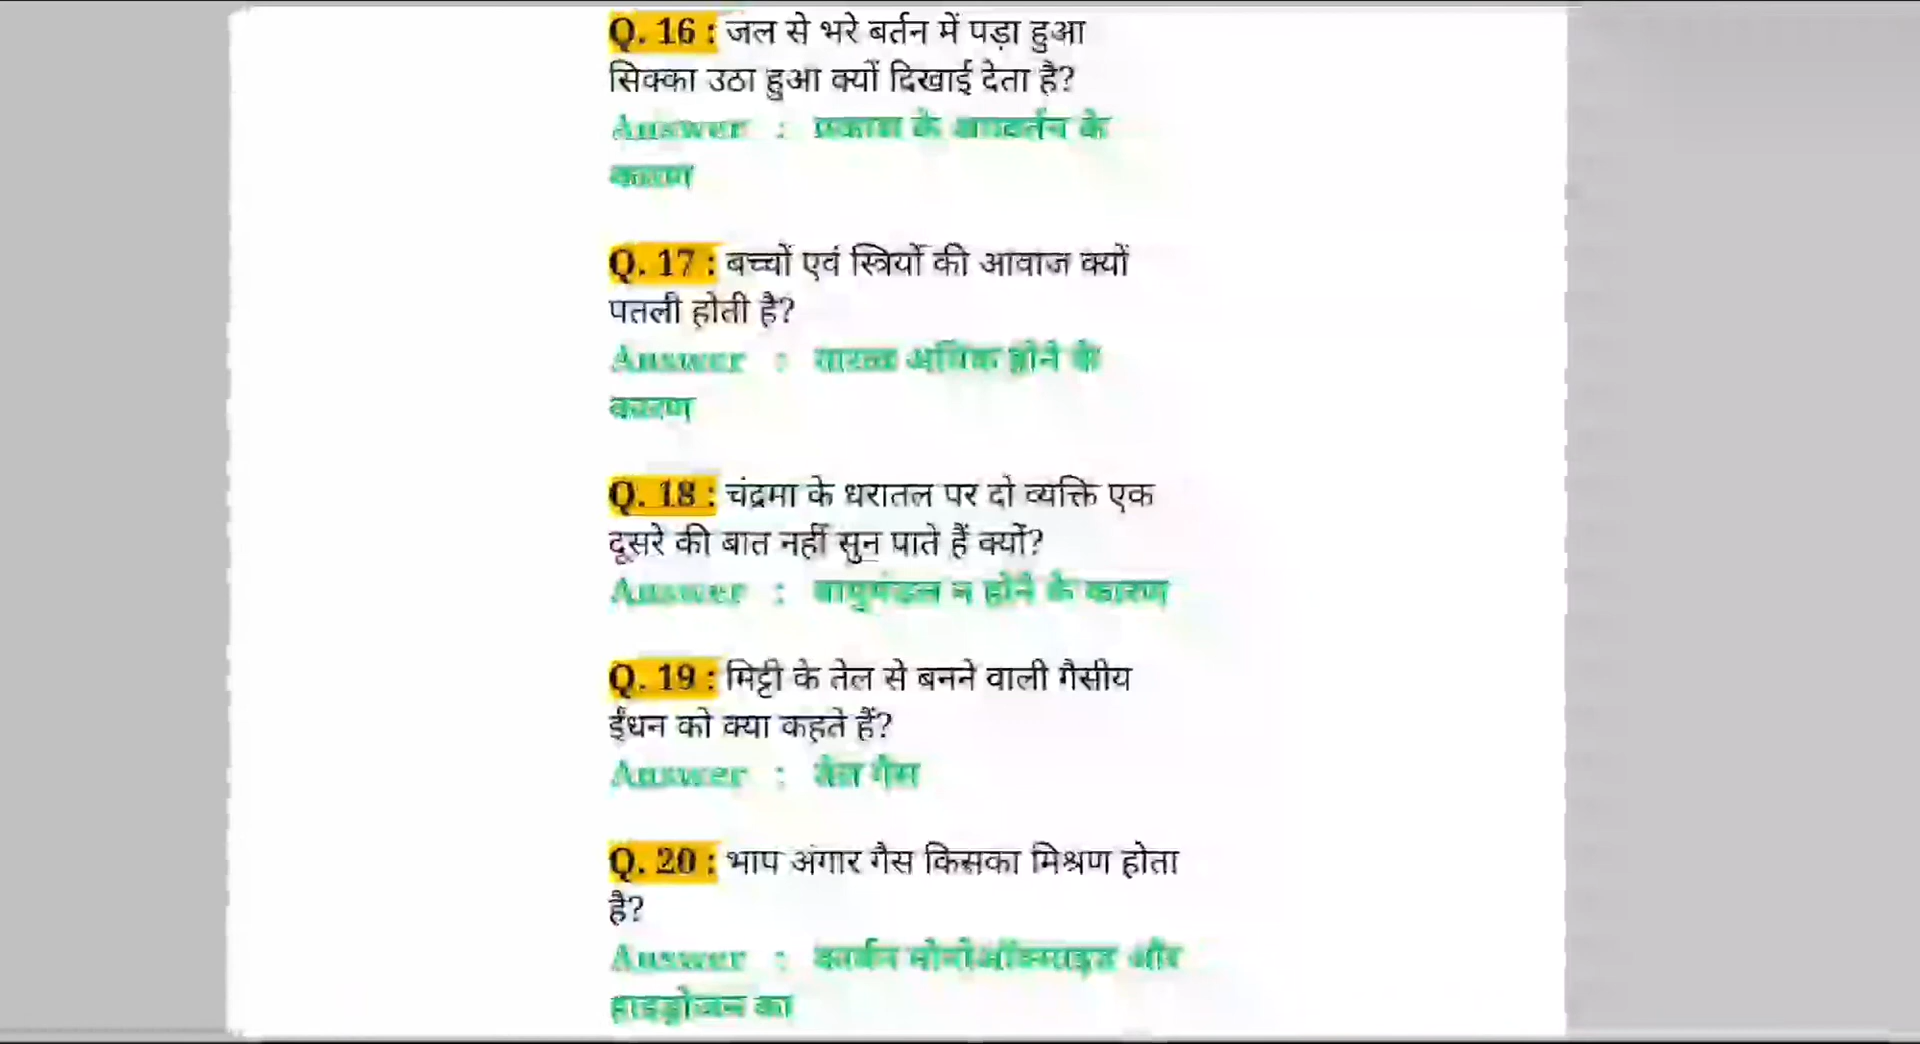 Q. 16 : जल से भरे बर्तन में पड़ा हुआ
सिक्का उठा हुआ क्यों दिखाई देता है?
Answer : प्रकाश के अपवर्तन के
कारण
Q. 17 : बच्चों एवं स्त्रियों की आवाज क्यों
पतली होती है?
Answer : तारत्व अधिक होने के
कारण
Q. 18 : चंद्रमा के धरातल पर दो व्यक्ति एक
दूसरे की बात नहीं सुन पाते हैं क्यों?
Answer : वायुमंडल न होने के कारण
Q. 19 : मिट्टी के तेल से बनने वाली गैसीय
ईंधन को क्या कहते हैं?
Answer : तेल गैस
Q. 20 : भाप अंगार गैस किसका मिश्रण होता
है?
Answer : कार्बन मोनोऑक्साइड और
हाइड्रोजन का